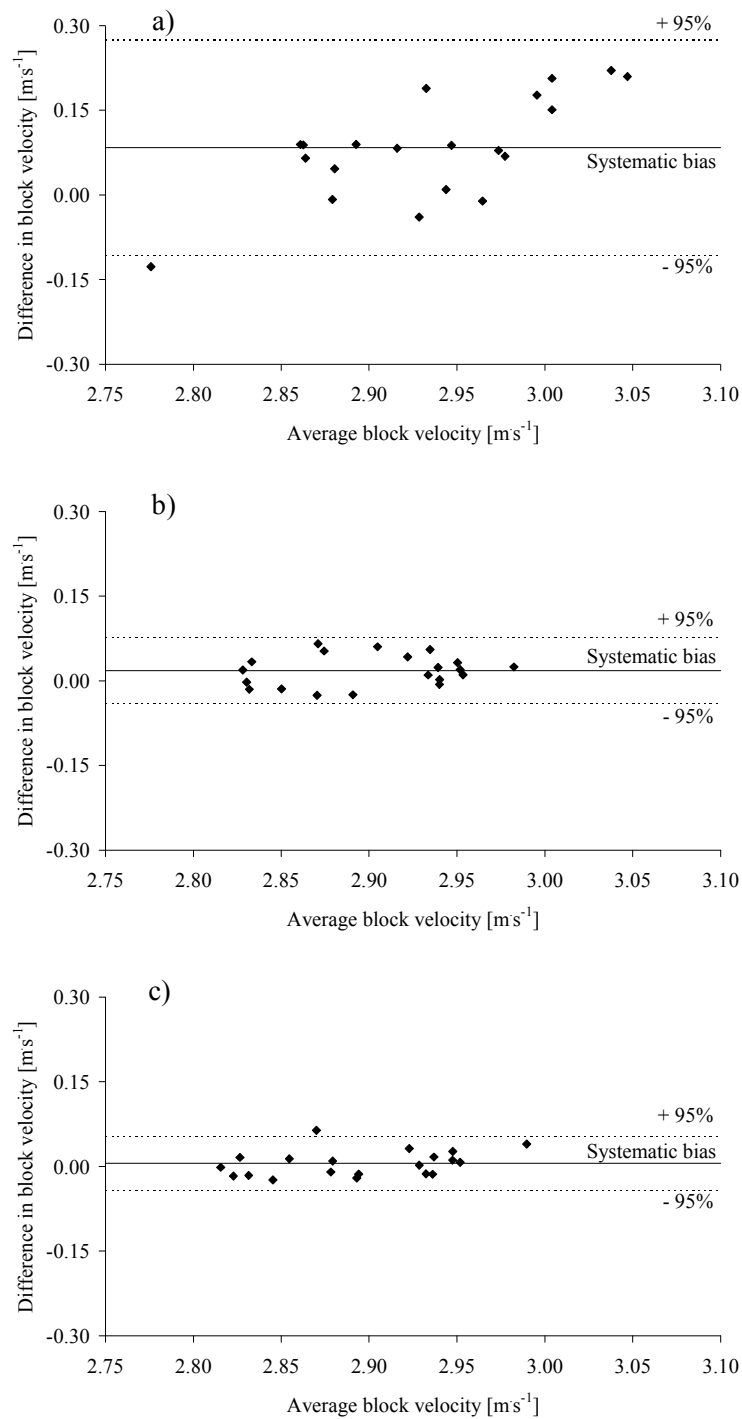 a)
+ 95%
0.30
0.15
0.00
-0.15
-0.30
Difference in block velocity [m·s⁻¹]
Systematic bias
- 95%
2.75 2.80 2.85 2.90 2.95 3.00 3.05 3.10
Average block velocity [m·s⁻¹]
b)
0.30
0.15
0.00
-0.15
-0.30
Difference in block velocity [m·s⁻¹]
+ 95%
Systematic bias
- 95%
2.75 2.80 2.85 2.90 2.95 3.00 3.05 3.10
Average block velocity [m·s⁻¹]
c)
0.30
0.15
0.00
-0.15
-0.30
Difference in block velocity [m·s⁻¹]
+ 95%
Systematic bias
- 95%
2.75 2.80 2.85 2.90 2.95 3.00 3.05 3.10
Average block velocity [m·s⁻¹]